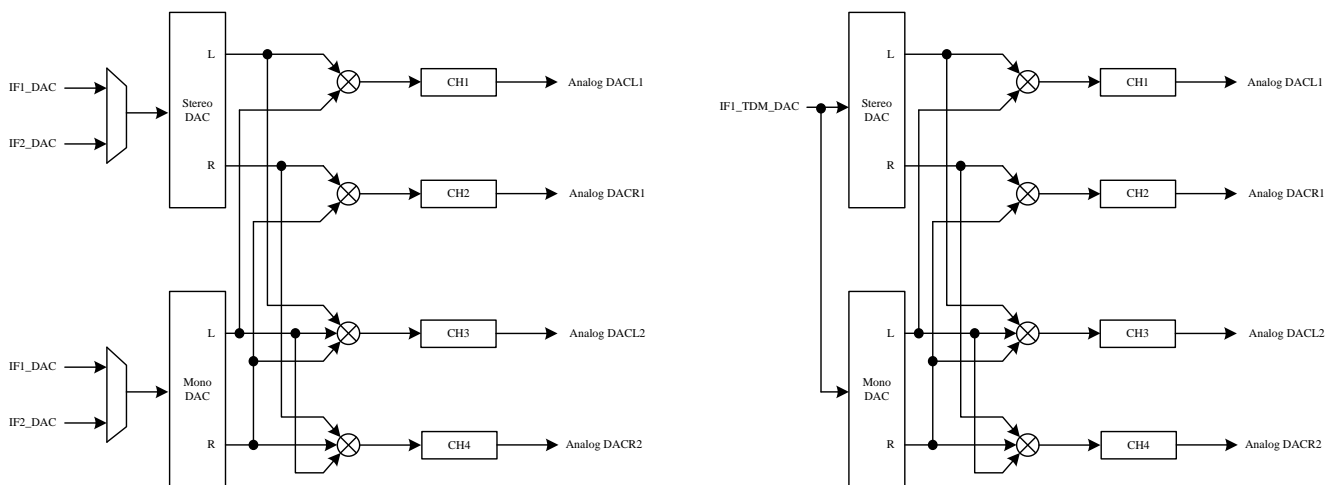 L
IF1_DAC
Stereo
DAC
IF2_DAC
R
CH1
Analog DACL1
CH2
Analog DACR1
L
IF1_DAC
Mono
DAC
IF2_DAC
R
CH3
Analog DACL2
CH4
Analog DACR2
IF1_TDM_DAC
L
Stereo
DAC
R
CH1
Analog DACL1
CH2
Analog DACR1
L
Mono
DAC
R
CH3
Analog DACL2
CH4
Analog DACR2